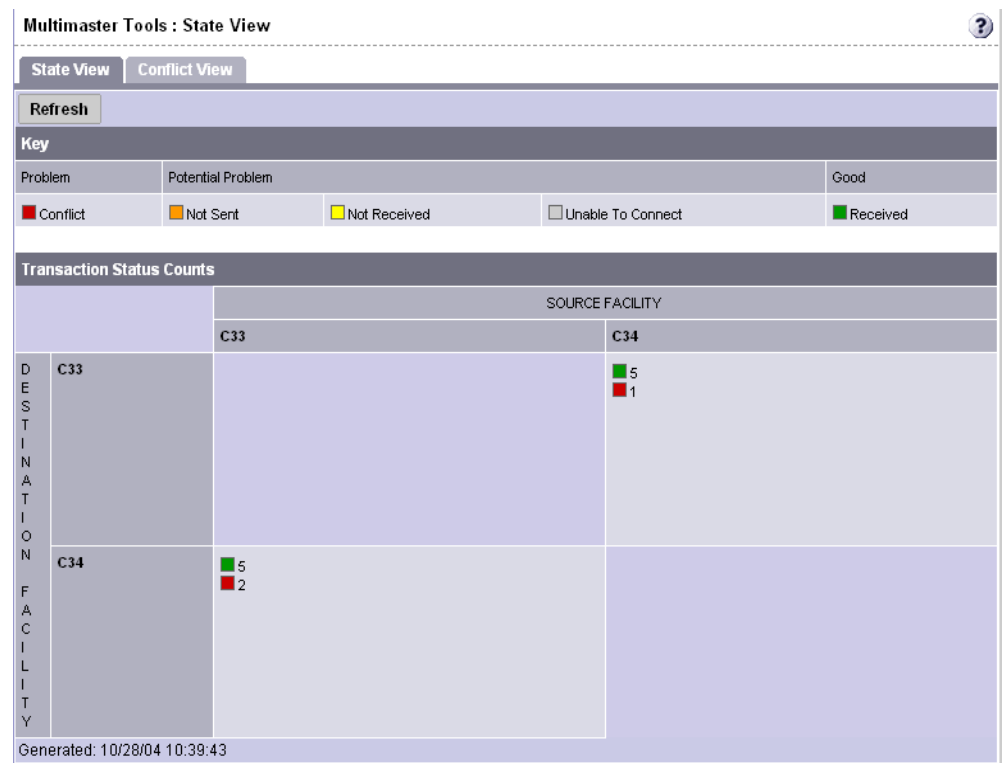 Multimaster Tools : State View
?
State View Conflict View
Refresh
Key
Problem Potential Problem Good
Conflict Not Sent Not Received Unable To Connect Received
Transaction Status Counts
SOURCE FACILITY
C33 C34
DESTINATION FACILITY
C33
5
1
C34
5
2
Generated: 10/28/04 10:39:43